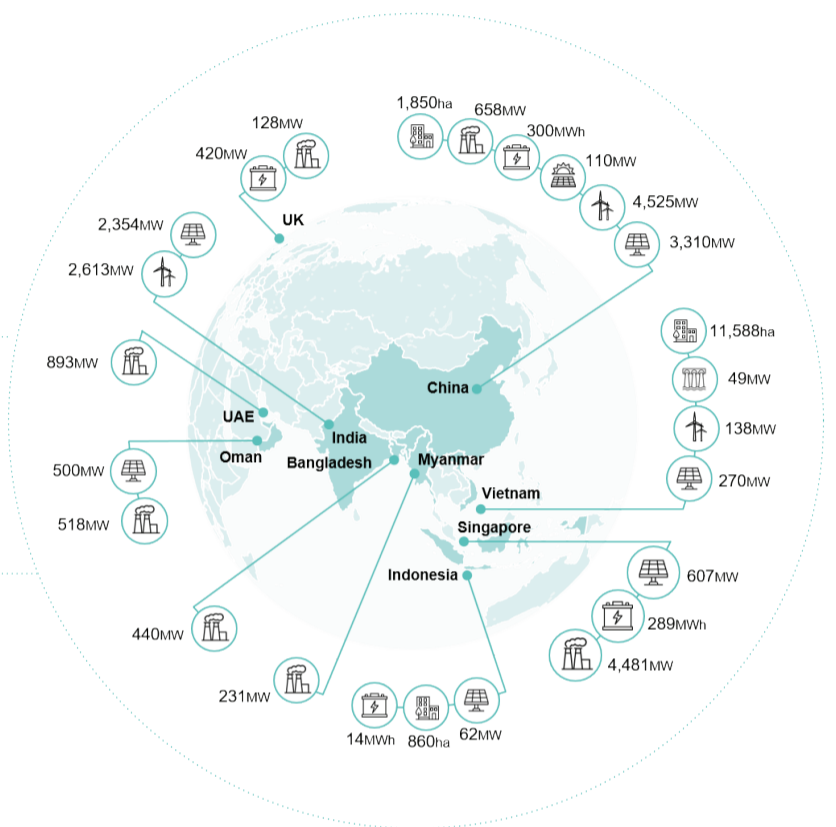 128MW
420MW
UK
1,850ha
658MW
300MWh
110MW
4,525MW
3,310MW
China
2,354MW
2,613MW
India
893MW
UAE
500MW
518MW
Oman
11,588ha
49MW
138MW
270MW
Vietnam
Bangladesh
440MW
Myanmar
231MW
Singapore
607MW
289MWh
4,481MW
Indonesia
14MWh
860ha
62MW